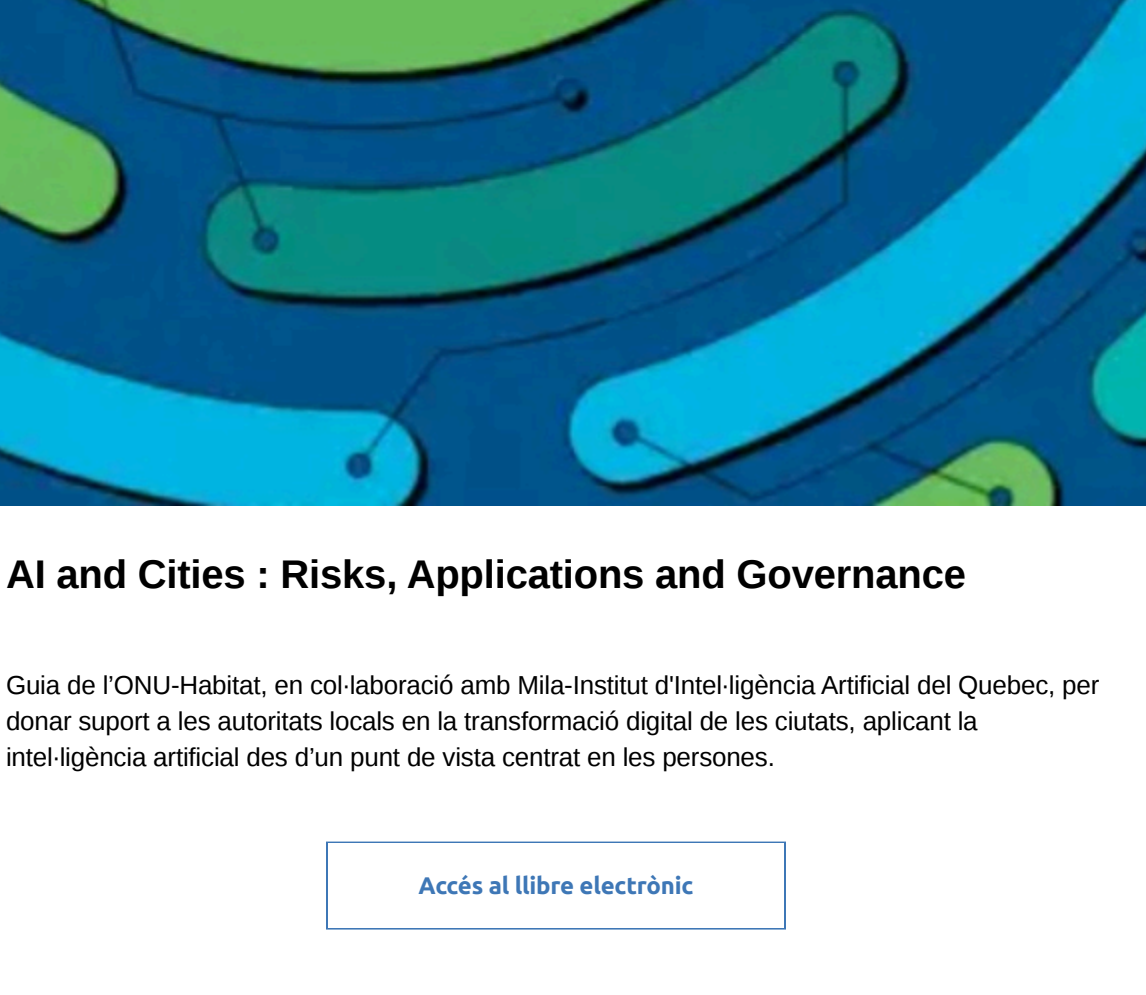 AI and Cities : Risks, Applications and Governance
Guia de l’ONU-Habitat, en col·laboració amb Mila-Institut d'Intel·ligència Artificial del Quebec, per
donar suport a les autoritats locals en la transformació digital de les ciutats, aplicant la
intel·ligència artificial des d’un punt de vista centrat en les persones.
Accés al llibre electrònic